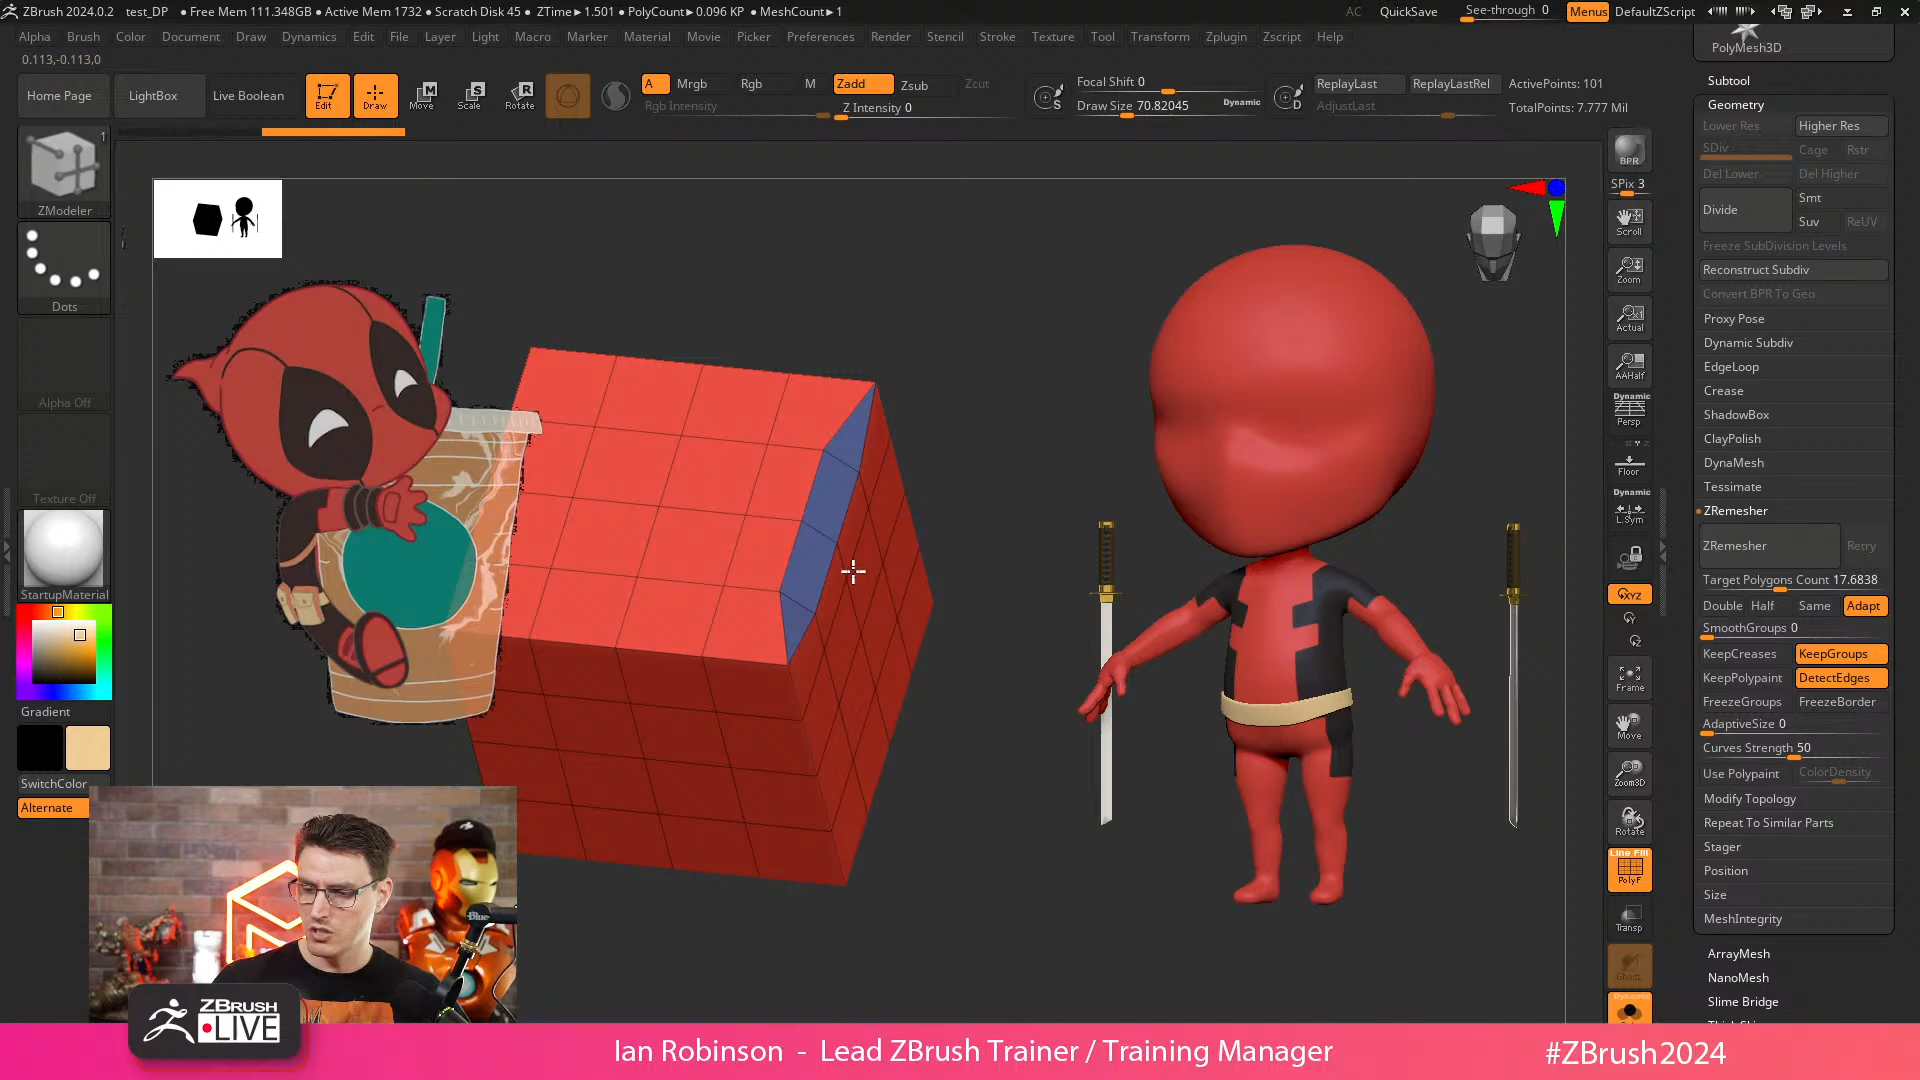 ZBrush 2024.0.2 test_DP • Free Mem 111.348GB • Active Mem 1732 • Scratch Disk 45 • ZTime►1.501 • PolyCount►0.096 KP • MeshCount►1 AC QuickSave See-through 0 Menus DefaultZScript
Alpha Brush Color Document Draw Dynamics Edit File Layer Light Macro Marker Material Movie Picker Preferences Render Stencil Stroke Texture Tool Transform Zplugin Zscript Help
0.113,-0.113,0
Home Page LightBox Live Boolean Edit Draw Move Scale Rotate
A Mrgb Rgb M Zadd Zsub Zcut
Rgb Intensity Z Intensity 0
Focal Shift 0
Draw Size 70.82045 Dynamic
S D
ReplayLast ReplayLastRel ActivePoints: 101
AdjustLast TotalPoints: 7.777 Mil
1
ZModeler
Dots
Alpha Off
Texture Off
StartupMaterial
Gradient
SwitchColor
Alternate
BPR
SPix 3
Scroll
Zoom
Actual
AAHalf
Dynamic
Persp
Floor
Dynamic
L.Sym
XYZ
Frame
Move
Zoom3D
Rotate
Line Fill
PolyF
Transp
Ghost
Dynamic
PolyMesh3D
Subtool
Geometry
Lower Res Higher Res
SDiv Cage Rstr
Del Lower Del Higher
Divide Smt
Suv ReUV
Freeze SubDivision Levels
Reconstruct Subdiv
Convert BPR To Geo
Proxy Pose
Dynamic Subdiv
EdgeLoop
Crease
ShadowBox
ClayPolish
DynaMesh
Tessimate
ZRemesher
ZRemesher Retry
Target Polygons Count 17.6838
Double Half Same Adapt
SmoothGroups 0
KeepCreases KeepGroups
KeepPolypaint DetectEdges
FreezeGroups FreezeBorder
AdaptiveSize 0
Curves Strength 50
Use Polypaint ColorDensity
Modify Topology
Repeat To Similar Parts
Stager
Position
Size
MeshIntegrity
ArrayMesh
NanoMesh
Slime Bridge
Blue
ZBRUSH
LIVE
Ian Robinson - Lead ZBrush Trainer / Training Manager
#ZBrush2024